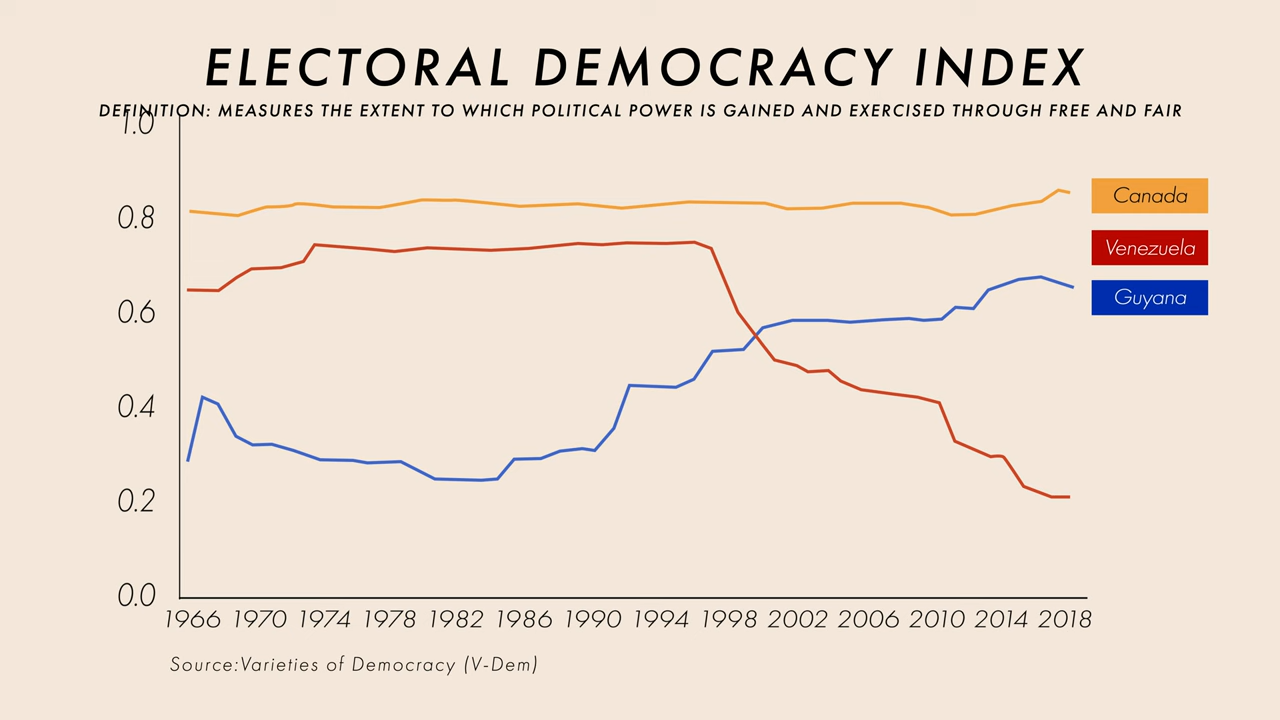 ELECTORAL DEMOCRACY INDEX
DEFINITION: MEASURES THE EXTENT TO WHICH POLITICAL POWER IS GAINED AND EXERCISED THROUGH FREE AND FAIR
1.0
0.8
0.6
0.4
0.2
0.0
Canada
Venezuela
Guyana
1966 1970 1974 1978 1982 1986 1990 1994 1998 2002 2006 2010 2014 2018
Source:Varieties of Democracy (V-Dem)